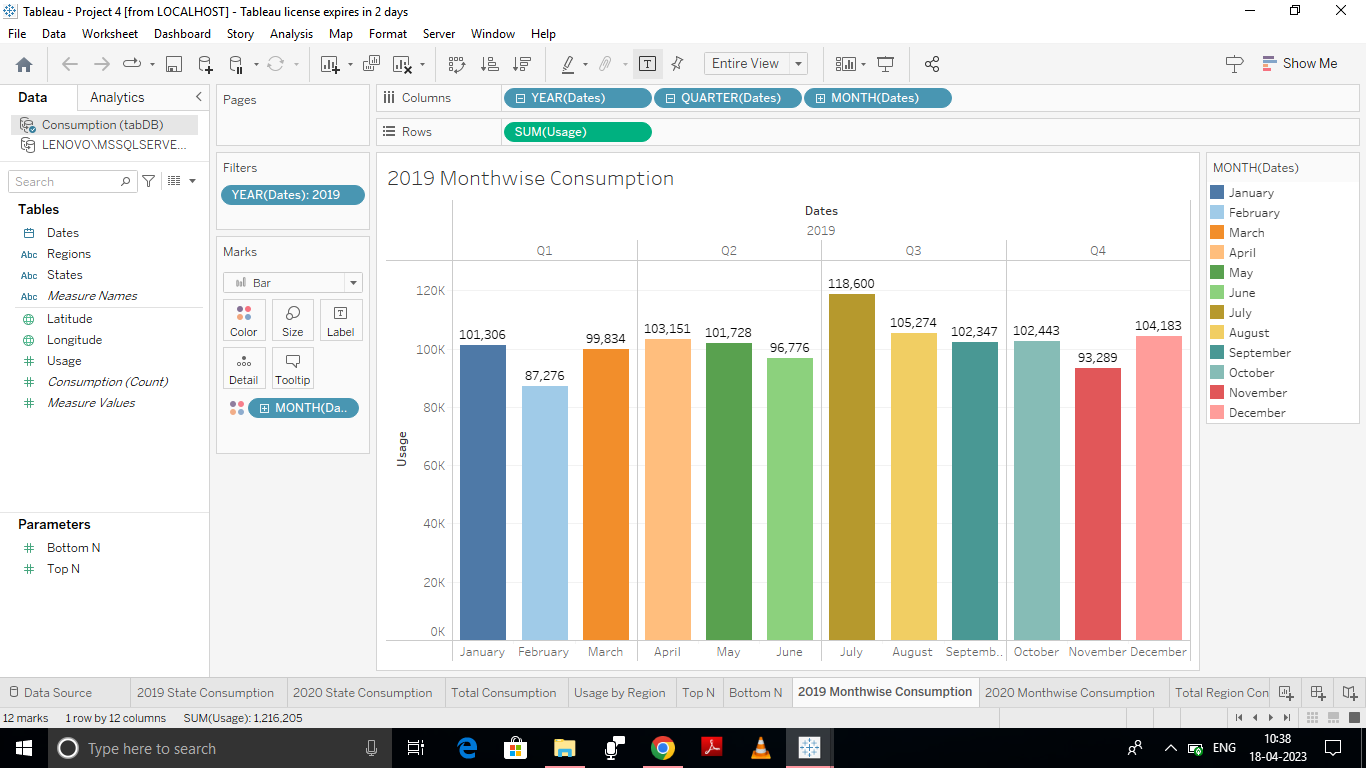 Tableau - Project 4 [from LOCALHOST] - Tableau license expires in 2 days
File Data Worksheet Dashboard Story Analysis Map Format Server Window Help
Entire View
Show Me
Data Analytics
Consumption (tabDB)
LENOVO\MSSQLSERVE...
Search
Tables
Dates
Abc Regions
Abc States
Abc Measure Names
Latitude
Longitude
# Usage
# Consumption (Count)
# Measure Values
Parameters
# Bottom N
# Top N
Pages
Filters
YEAR(Dates): 2019
Marks
Bar
Color Size Label
Detail Tooltip
MONTH(Da..
Columns YEAR(Dates) QUARTER(Dates) MONTH(Dates)
Rows SUM(Usage)
2019 Monthwise Consumption
Dates
2019
Q1 Q2 Q3 Q4
120K
100K
80K
60K
40K
20K
0K
Usage
101,306 87,276 99,834 103,151 101,728 96,776 118,600 105,274 102,347 102,443 93,289 104,183
January February March April May June July August Septemb.. October November December
MONTH(Dates)
January
February
March
April
May
June
July
August
September
October
November
December
Data Source 2019 State Consumption 2020 State Consumption Total Consumption Usage by Region Top N Bottom N 2019 Monthwise Consumption 2020 Monthwise Consumption Total Region Con
12 marks 1 row by 12 columns SUM(Usage): 1,216,205
Type here to search
ENG
10:38
18-04-2023